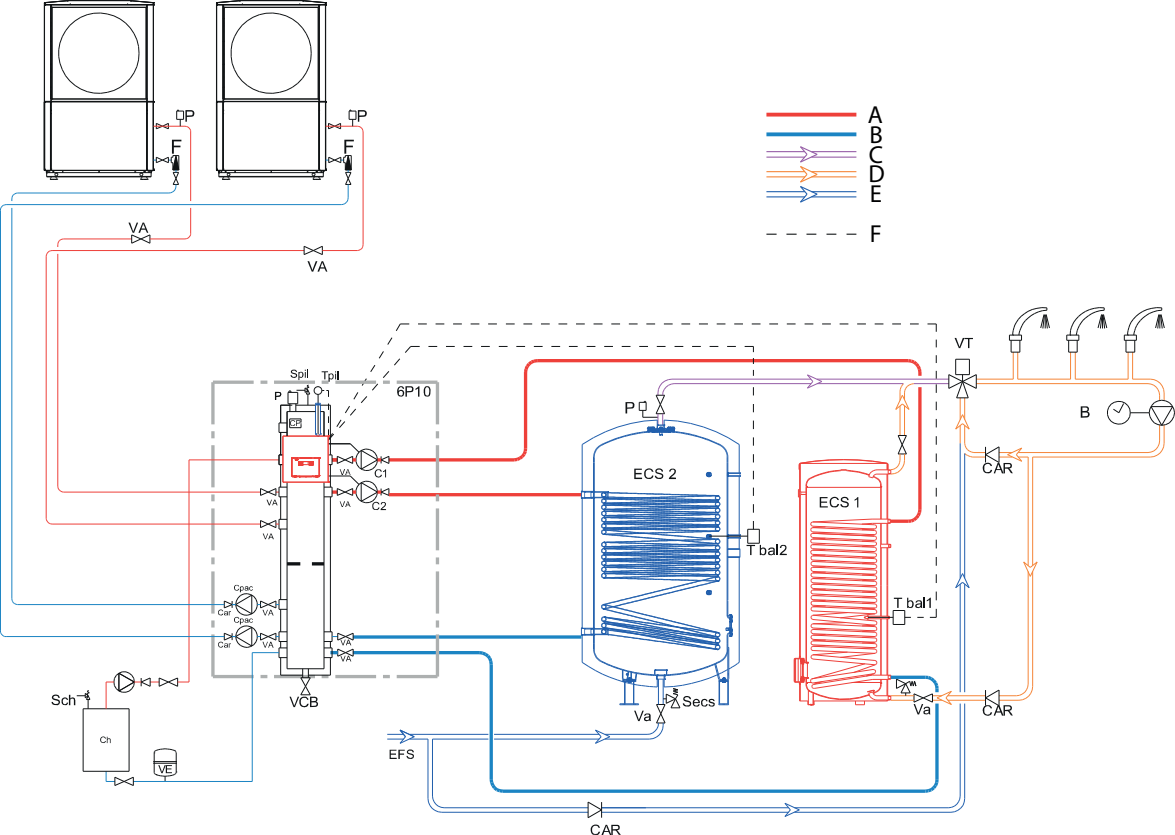 P
P
F
F
VA
VA
A
B
C
D
E
F
Spil
Tpil
6P10
P
CP
VA
C1
VA
C2
VA
VA
Cpac
Car
VA
Cpac
Car
VA
VA
VA
VCB
Sch
Ch
VE
P
ECS 2
T bal2
Secs
Va
EFS
CAR
ECS 1
T bal1
Va
CAR
VT
B
CAR